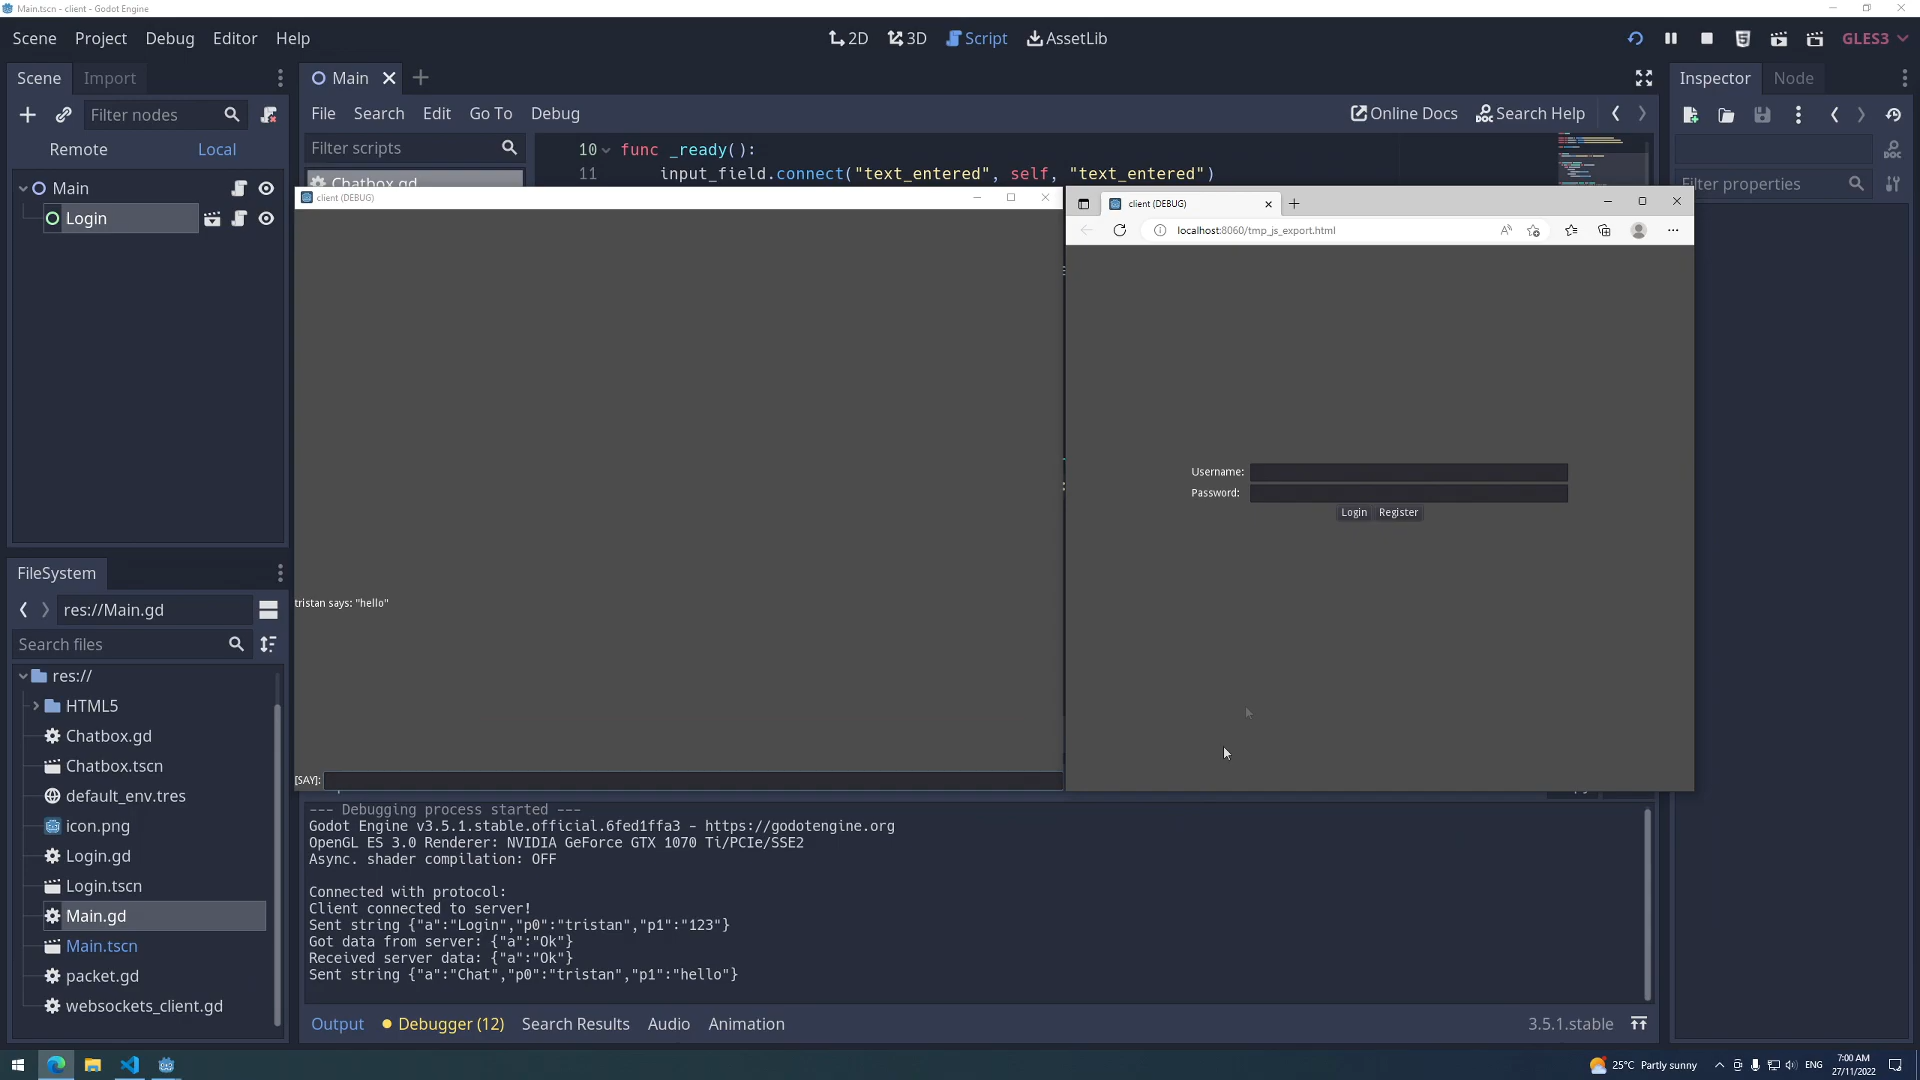 Main.tscn - client - Godot Engine
Scene Project Debug Editor Help
2D 3D Script AssetLib
GLES3
Scene Import
Main
Inspector Node
Filter nodes
File Search Edit Go To Debug
Online Docs Search Help
Remote Local
Filter scripts
10 func _ready():
11 input_field.connect("text_entered", self, "text_entered")
Filter properties
Main
Login
Chatbox.gd
client (DEBUG)
client (DEBUG)
localhost:8060/tmp_js_export.html
Username:
Password:
Login Register
tristan says: "hello"
[SAY]:
FileSystem
res://Main.gd
Search files
res://
HTML5
Chatbox.gd
Chatbox.tscn
default_env.tres
icon.png
Login.gd
Login.tscn
Main.gd
Main.tscn
packet.gd
websockets_client.gd
--- Debugging process started ---
Godot Engine v3.5.1.stable.official.6fed1ffa3 - https://godotengine.org
OpenGL ES 3.0 Renderer: NVIDIA GeForce GTX 1070 Ti/PCIe/SSE2
Async. shader compilation: OFF
Connected with protocol:
Client connected to server!
Sent string {"a":"Login","p0":"tristan","p1":"123"}
Got data from server: {"a":"Ok"}
Received server data: {"a":"Ok"}
Sent string {"a":"Chat","p0":"tristan","p1":"hello"}
Output Debugger (12) Search Results Audio Animation
3.5.1.stable
25°C Partly sunny
ENG
7:00 AM
27/11/2022